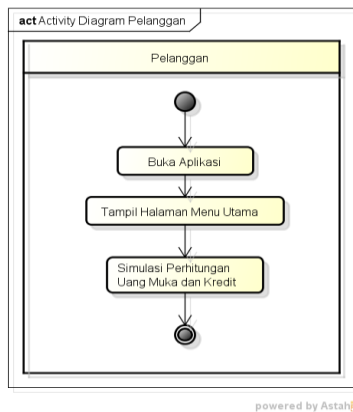 act Activity Diagram Pelanggan
Pelanggan
Buka Aplikasi
Tampil Halaman Menu Utama
Simulasi Perhitungan
Uang Muka dan Kredit
powered by Astah